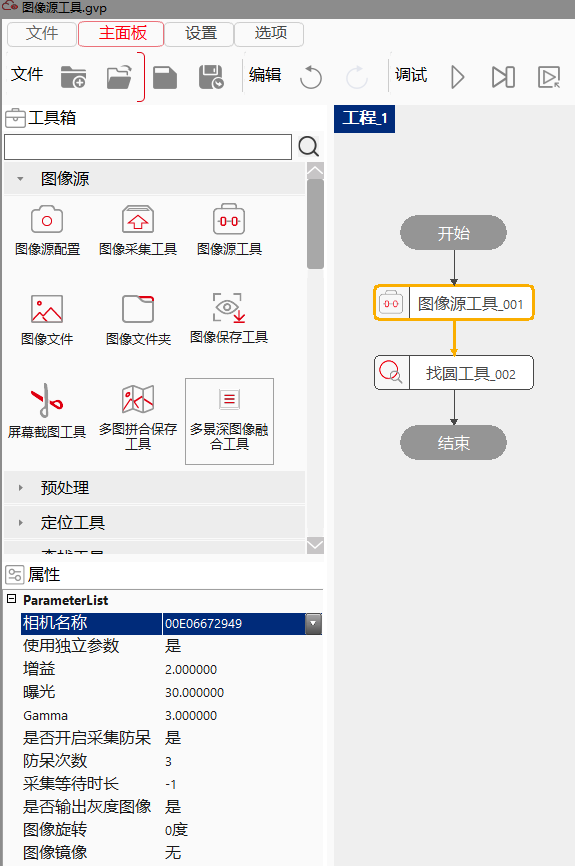 图像源工具.gvp
文件 主面板 设置 选项
文件 编辑 调试
工具箱
工程_1
图像源
图像源配置 图像采集工具 图像源工具
图像文件 图像文件夹 图像保存工具
屏幕截图工具 多图拼合保存工具 多景深图像融合工具
预处理
定位工具
开始
图像源工具_001
找圆工具_002
结束
属性
ParameterList
相机名称 00E06672949
使用独立参数 是
增益 2.000000
曝光 30.000000
Gamma 3.000000
是否开启采集防呆 是
防呆次数 3
采集等待时长 -1
是否输出灰度图像 是
图像旋转 0度
图像镜像 无